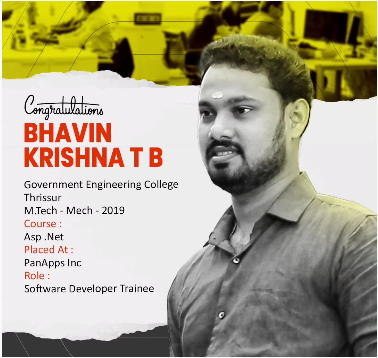 Congratulations
BHAVIN
KRISHNA T B
Government Engineering College
Thrissur
M.Tech - Mech - 2019
Course :
Asp .Net
Placed At :
PanApps Inc
Role :
Software Developer Trainee